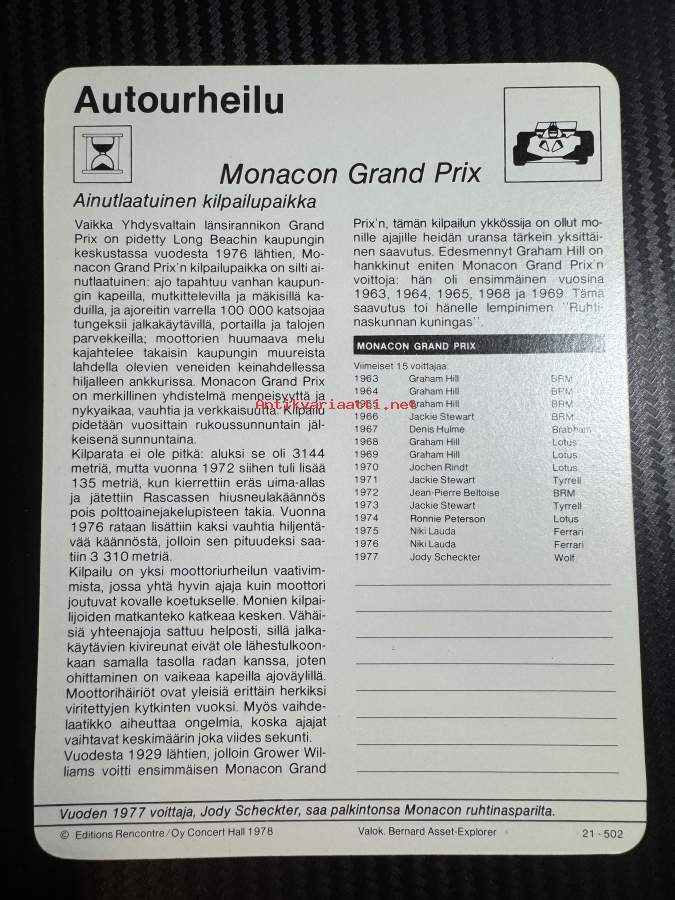 Autourheilu
Monacon Grand Prix
Ainutlaatuinen kilpailupaikka
Vaikka Yhdysvaltain länsirannikon Grand
Prix on pidetty Long Beachin kaupungin
keskustassa vuodesta 1976 lähtien, Mo-
nacon Grand Prix'n kilpailupaikka on silti ai-
nutlaatuinen: ajo tapahtuu vanhan kaupun-
gin kapeilla, mutkittelevilla ja mäkisillä ka-
duilla, ja ajoreitin varrella 100 000 katsojaa
tungeksii jalkakäytävillä, portailla ja talojen
parvekkeilla; moottorien huumaava melu
kajahtelee takaisin kaupungin muureista
lahdella olevien veneiden keinahdellessa
hiljalleen ankkurissa. Monacon Grand Prix
on merkillinen yhdistelmä menneisyyttä ja
nykyaikaa, vauhtia ja verkkaisuutta. Kilpailu
pidetään vuosittain rukoussunnuntain jäl-
keisenä sunnuntaina.
Kilparata ei ole pitkä: aluksi se oli 3144
metriä, mutta vuonna 1972 siihen tuli lisää
135 metriä, kun kierrettiin eräs uima-allas
ja jätettiin Rascassen hiusneulakäännös
pois polttoainejakelupisteen takia. Vuonna
1976 rataan lisättiin kaksi vauhtia hiljentä-
vää käännöstä, jolloin sen pituudeksi saa-
tiin 3 310 metriä.
Kilpailu on yksi moottoriurheilun vaativim-
mista, jossa yhtä hyvin ajaja kuin moottori
joutuvat kovalle koetukselle. Monien kilpai-
lijoiden matkanteko katkeaa kesken. Vähäi-
siä yhteenajoja sattuu helposti, sillä jalka-
käytävien kivireunat eivät ole lähestulkoon-
kaan samalla tasolla radan kanssa, joten
ohittaminen on vaikeaa kapeilla ajoväylillä.
Moottorihäiriöt ovat yleisiä erittäin herkiksi
viritettyjen kytkinten vuoksi. Myös vaihde-
laatikko aiheuttaa ongelmia, koska ajajat
vaihtavat keskimäärin joka viides sekunti.
Vuodesta 1929 lähtien, jolloin Grower Wil-
liams voitti ensimmäisen Monacon Grand
Prix'n, tämän kilpailun ykkössija on ollut mo-
nille ajajille heidän uransa tärkein yksittäi-
nen saavutus. Edesmennyt Graham Hill on
hankkinut eniten Monacon Grand Prix'n
voittoja: hän oli ensimmäinen vuosina
1963, 1964, 1965, 1968 ja 1969. Tämä
saavutus toi hänelle lempinimen "Ruhti-
naskunnan kuningas".
MONACON GRAND PRIX
Viimeiset 15 voittajaa:
1963 Graham Hill BRM
1964 Graham Hill BRM
Graham Hill BRM
1966 Jackie Stewart BRM
1967 Denis Hulme Brabham
1968 Graham Hill Lotus
1969 Graham Hill Lotus
1970 Jochen Rindt Lotus
1971 Jackie Stewart Tyrrell
1972 Jean-Pierre Beltoise BRM
1973 Jackie Stewart Tyrrell
1974 Ronnie Peterson Lotus
1975 Niki Lauda Ferrari
1976 Niki Lauda Ferrari
1977 Jody Scheckter Wolf
Antikvariaatti.net
Vuoden 1977 voittaja, Jody Scheckter, saa palkintonsa Monacon ruhtinasparilta.
© Editions Rencontre/Oy Concert Hall 1978 Valok. Bernard Asset-Explorer 21-502